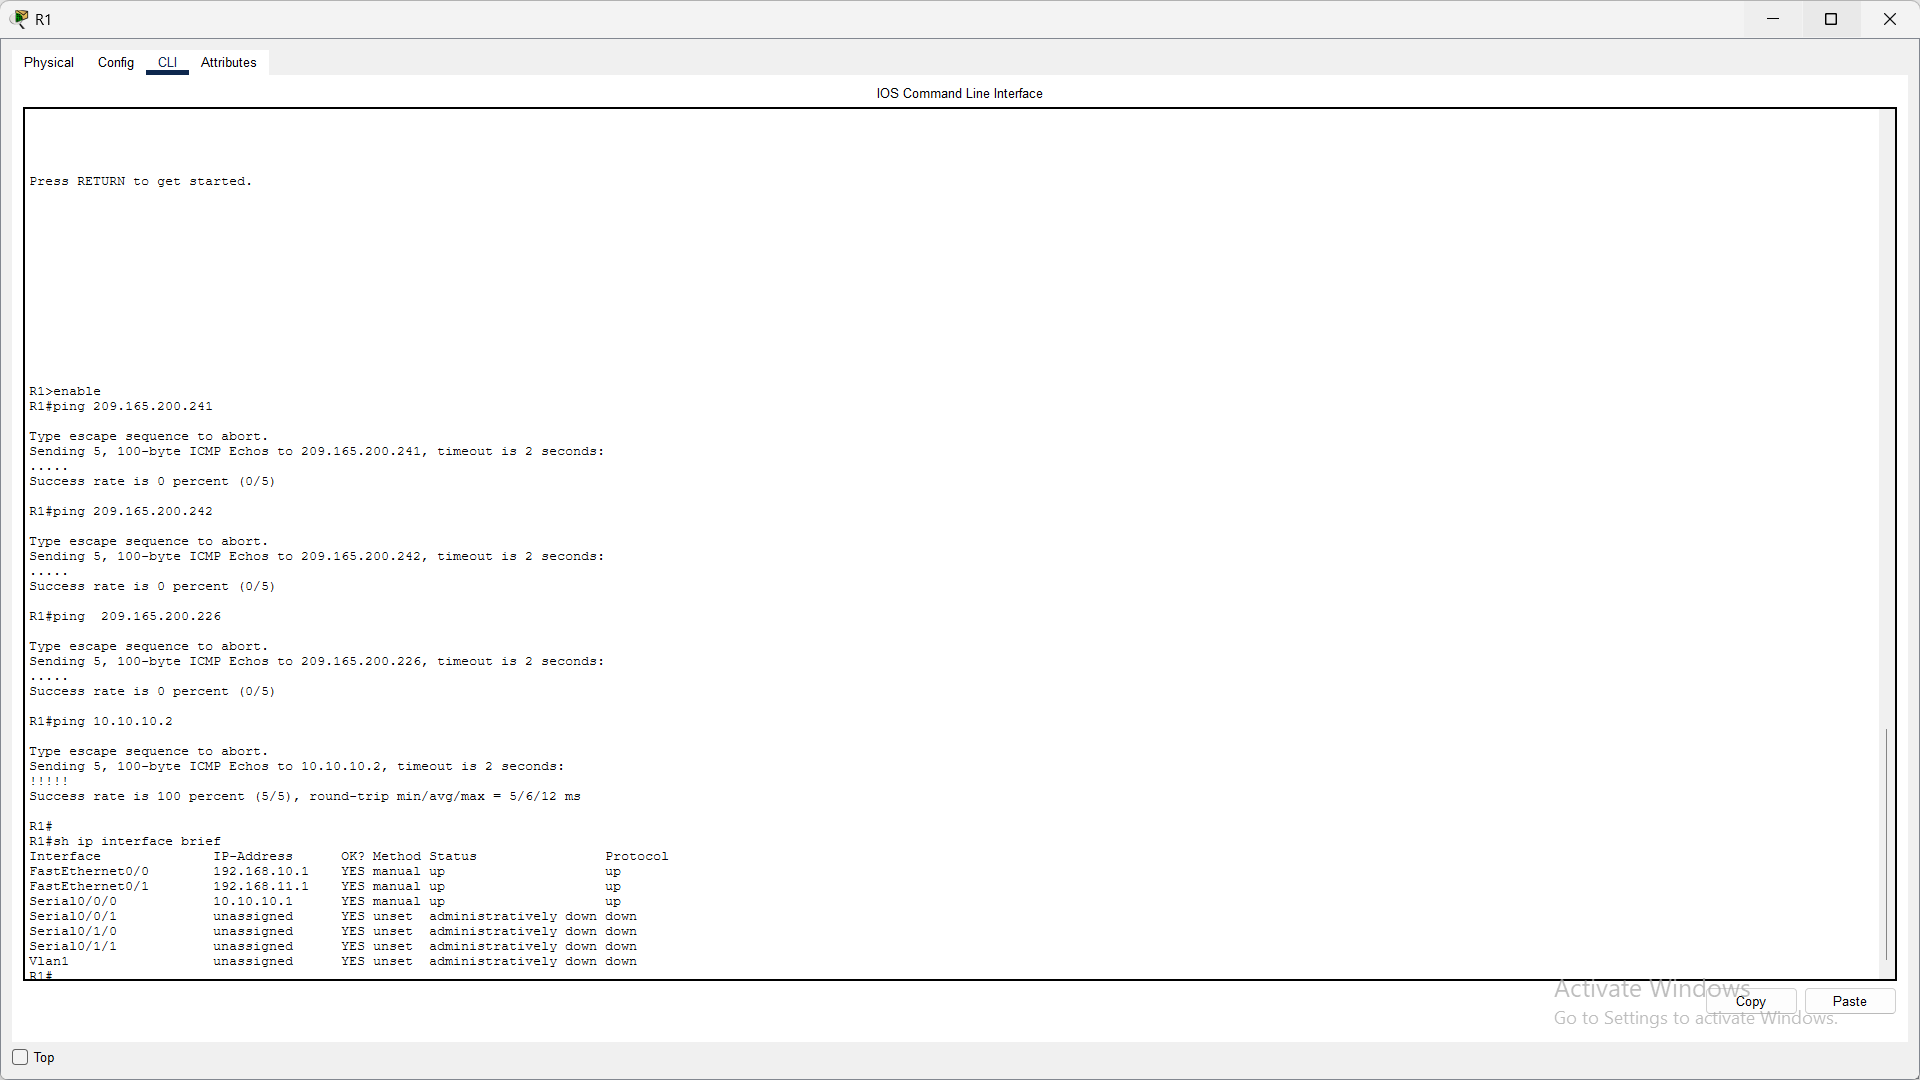 R1
Physical Config CLI Attributes
IOS Command Line Interface
Press RETURN to get started.
R1>enable
R1#ping 209.165.200.241
Type escape sequence to abort.
Sending 5, 100-byte ICMP Echos to 209.165.200.241, timeout is 2 seconds:
.....
Success rate is 0 percent (0/5)
R1#ping 209.165.200.242
Type escape sequence to abort.
Sending 5, 100-byte ICMP Echos to 209.165.200.242, timeout is 2 seconds:
.....
Success rate is 0 percent (0/5)
R1#ping  209.165.200.226
Type escape sequence to abort.
Sending 5, 100-byte ICMP Echos to 209.165.200.226, timeout is 2 seconds:
.....
Success rate is 0 percent (0/5)
R1#ping 10.10.10.2
Type escape sequence to abort.
Sending 5, 100-byte ICMP Echos to 10.10.10.2, timeout is 2 seconds:
!!!!!
Success rate is 100 percent (5/5), round-trip min/avg/max = 5/6/12 ms
R1#
R1#sh ip interface brief
Interface              IP-Address      OK? Method Status                Protocol
FastEthernet0/0        192.168.10.1    YES manual up                    up
FastEthernet0/1        192.168.11.1    YES manual up                    up
Serial0/0/0            10.10.10.1      YES manual up                    up
Serial0/0/1            unassigned      YES unset  administratively down down
Serial0/1/0            unassigned      YES unset  administratively down down
Serial0/1/1            unassigned      YES unset  administratively down down
Vlan1                  unassigned      YES unset  administratively down down
R1#
Activate Windows
Go to Settings to activate Windows.
Copy Paste
Top